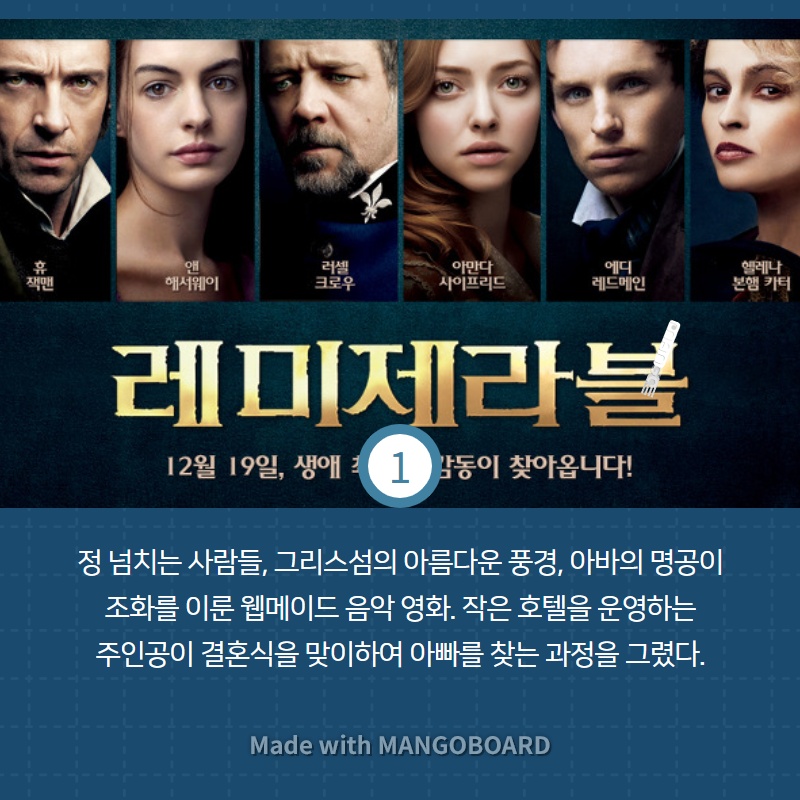 휴
잭맨
앤
해서웨이
러셀
크로우
아만다
사이프리드
에디
레드메인
헬레나
본햄 카터
레미제라블
12월 19일, 생애 감동이 찾아옵니다!
1
정 넘치는 사람들, 그리스섬의 아름다운 풍경, 아바의 명공이
조화를 이룬 웹메이드 음악 영화. 작은 호텔을 운영하는
주인공이 결혼식을 맞이하여 아빠를 찾는 과정을 그렸다.
Made with MANGOBOARD